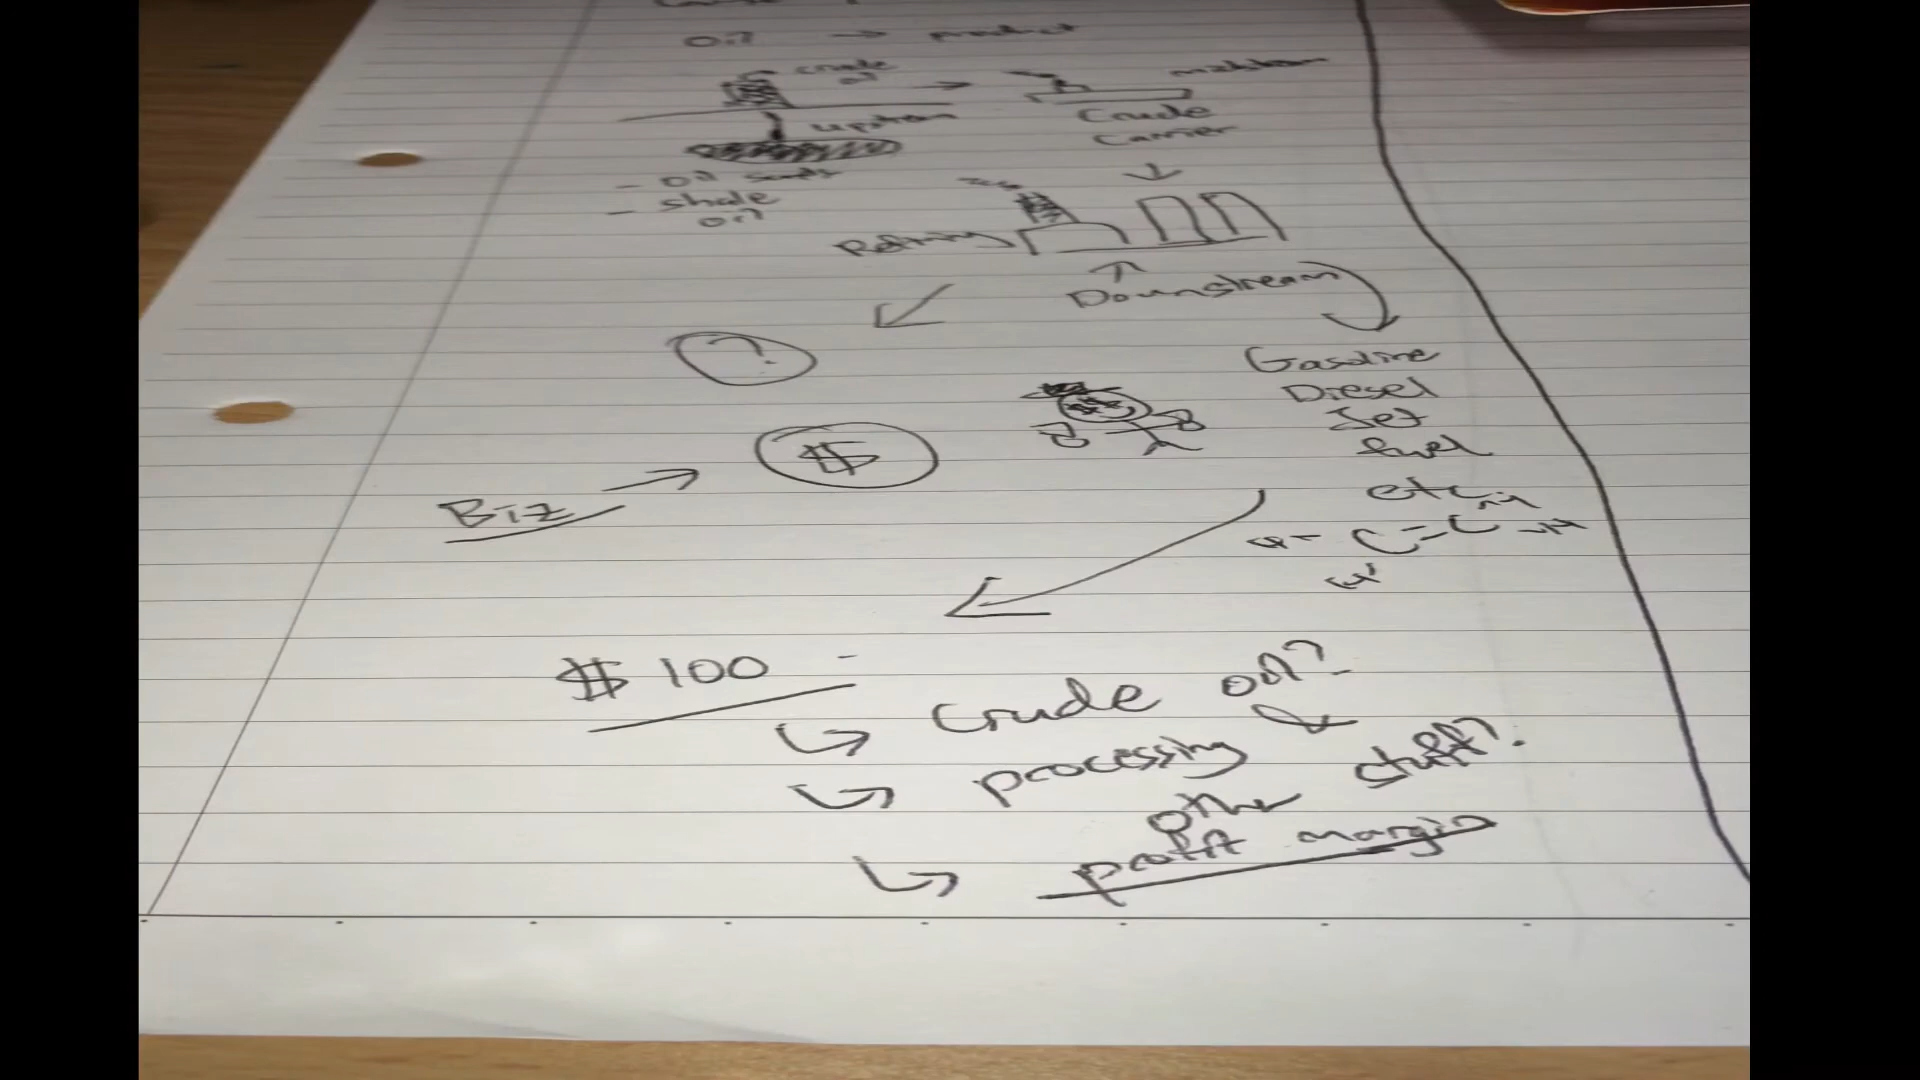 oil → product
crude
oil
→
midstream
upstream
Crude
Carrier
- oil sands
- shale
oil
Refining
Downstream
?
Gasoline
Diesel
Jet
fuel
etc.
$
Biz →
C=C
$100 -
↳ crude oil?
↳ processing &
other stuff?
↳ profit margin